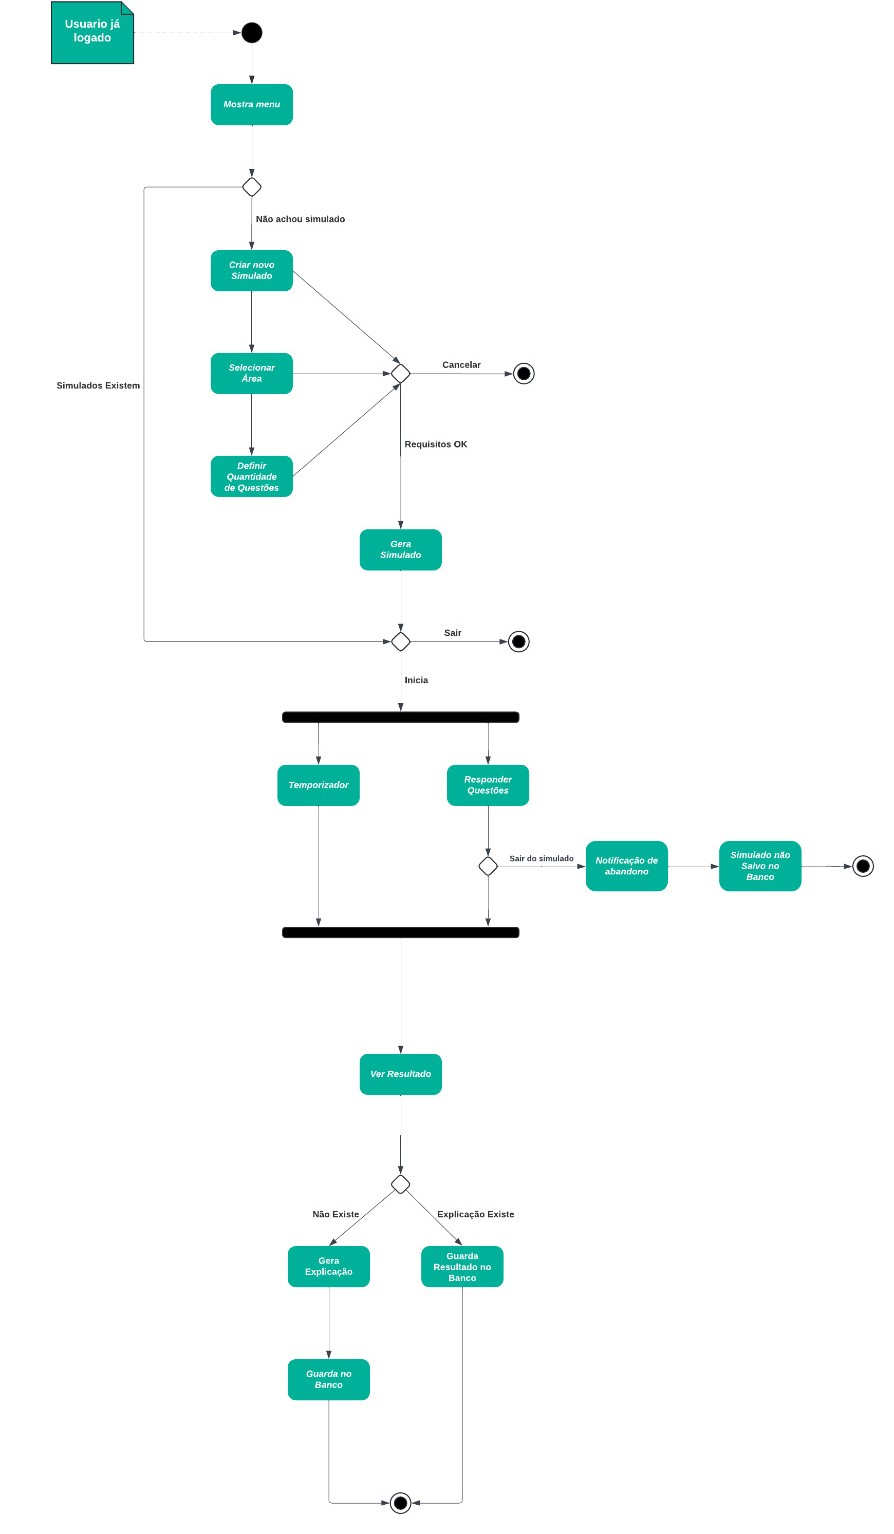 Usuario já
logado
Mostra menu
Não achou simulado
Criar novo
Simulado
Selecionar
Área
Cancelar
Simulados Existem
Requisitos OK
Definir
Quantidade
de Questões
Gera
Simulado
Sair
Inicia
Temporizador
Responder
Questões
Sair do simulado
Notificação de
abandono
Simulado não
Salvo no
Banco
Ver Resultado
Não Existe
Explicação Existe
Gera
Explicação
Guarda
Resultado no
Banco
Guarda no
Banco